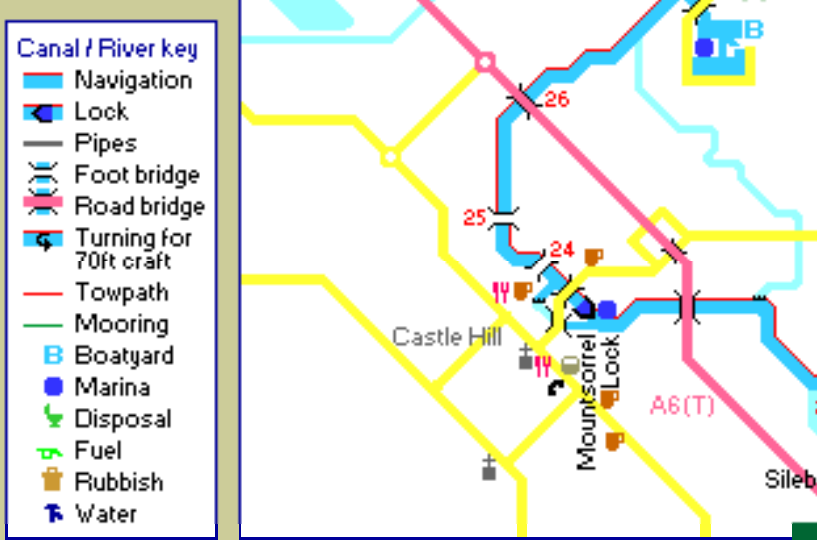 Canal / River key
Navigation
Lock
Pipes
Foot bridge
Road bridge
Turning for
70ft craft
Towpath
Mooring
B Boatyard
Marina
Disposal
Fuel
Rubbish
Water
B
26
25
24
Castle Hill
Mountsorrel
Lock
A6(T)
Sileb